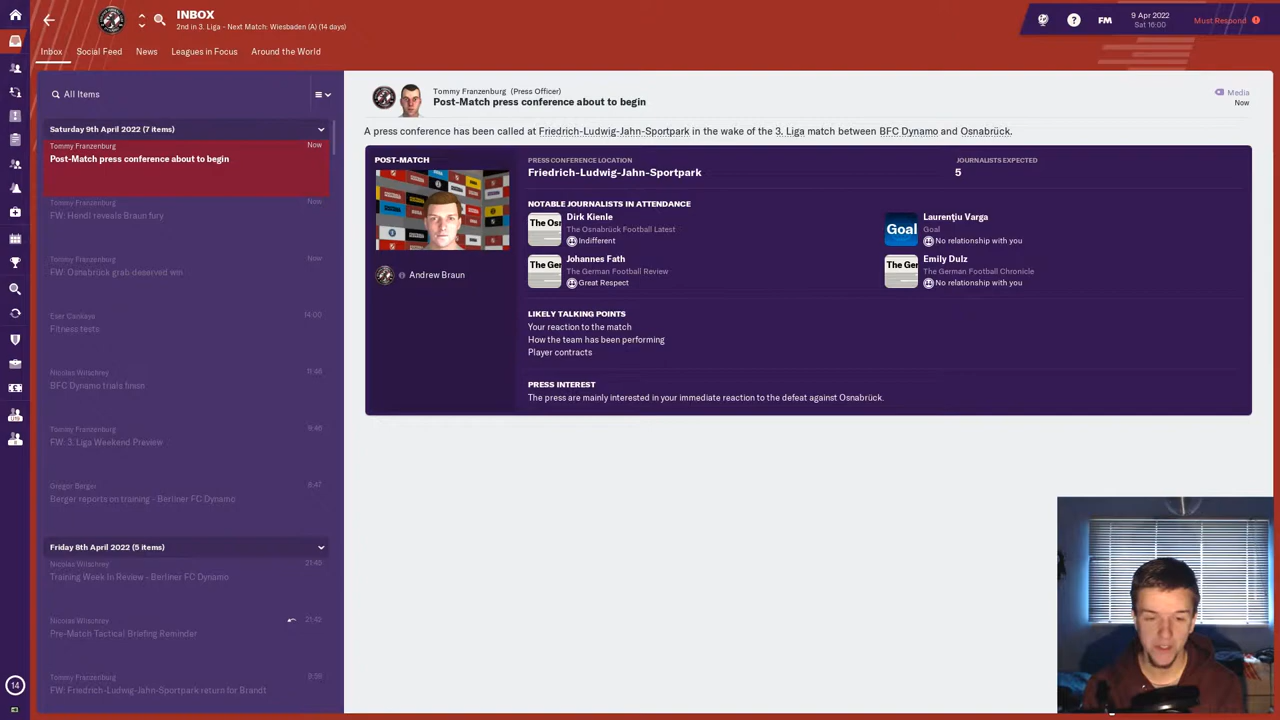 INBOX
2nd in 3. Liga - Next Match: Wiesbaden (A) (14 days)
FM
9 Apr 2022
Sat 16:00
Must Respond
Inbox
Social Feed
News
Leagues in Focus
Around the World
All Items
Saturday 9th April 2022 (7 items)
Tommy Franzenburg
Now
Post-Match press conference about to begin
Tommy Franzenburg
Now
FW: Hendl reveals Braun fury
Tommy Franzenburg
Now
FW: Osnabrück grab deserved win
14:00
Fitness tests
11:48
BFC Dynamo trials finish
Tommy Franzenburg
9:46
FW: 3. Liga Weekend Preview
Gregor Berger
8:47
Berger reports on training - Berliner FC Dynamo
Friday 8th April 2022 (5 items)
21:45
Training Week In Review - Berliner FC Dynamo
21:42
Pre-Match Tactical Briefing Reminder
Tommy Franzenburg
9:38
FW: Friedrich-Ludwig-Jahn-Sportpark return for Brandt
14
Tommy Franzenburg (Press Officer)
Post-Match press conference about to begin
Media
Now
A press conference has been called at Friedrich-Ludwig-Jahn-Sportpark in the wake of the 3. Liga match between BFC Dynamo and Osnabrück.
POST-MATCH
Andrew Braun
PRESS CONFERENCE LOCATION
Friedrich-Ludwig-Jahn-Sportpark
JOURNALISTS EXPECTED
5
NOTABLE JOURNALISTS IN ATTENDANCE
The Os
Dirk Kienle
The Osnabrück Football Latest
Indifferent
Goal
Laurenţiu Varga
Goal
No relationship with you
The Ger
Johannes Fath
The German Football Review
Great Respect
The Ger
Emily Dulz
The German Football Chronicle
No relationship with you
LIKELY TALKING POINTS
Your reaction to the match
How the team has been performing
Player contracts
PRESS INTEREST
The press are mainly interested in your immediate reaction to the defeat against Osnabrück.